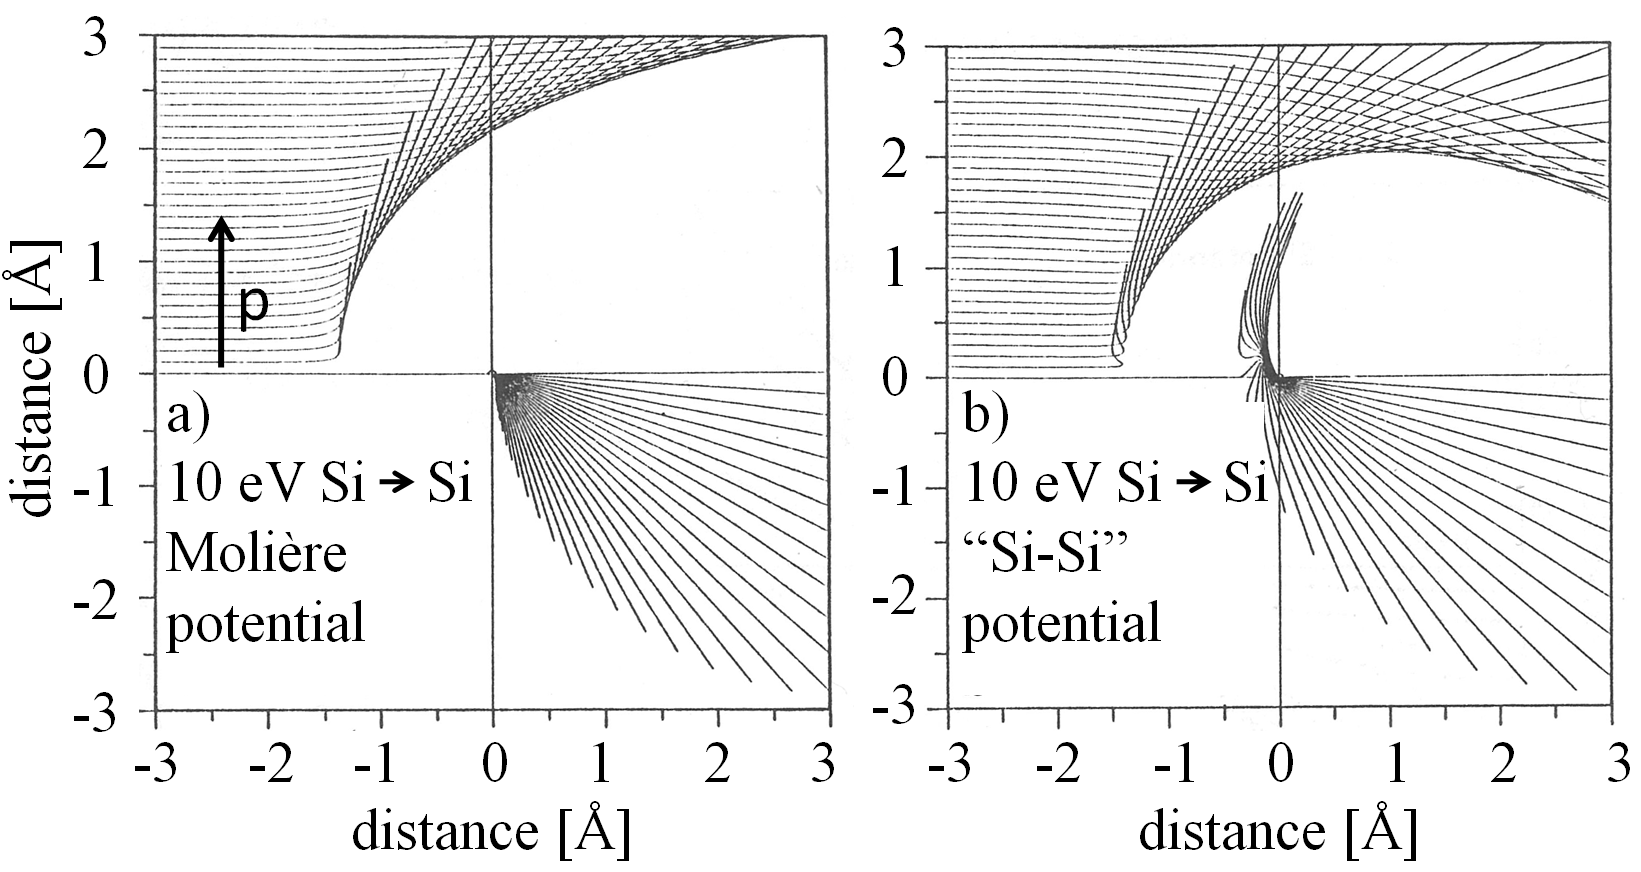 3
2
1
0
-1
-2
-3
distance [Å]
p
a)
10 eV Si → Si
Molière
potential
-3 -2 -1 0 1 2 3
distance [Å]
3
2
1
0
-1
-2
-3
b)
10 eV Si → Si
“Si-Si”
potential
-3 -2 -1 0 1 2 3
distance [Å]